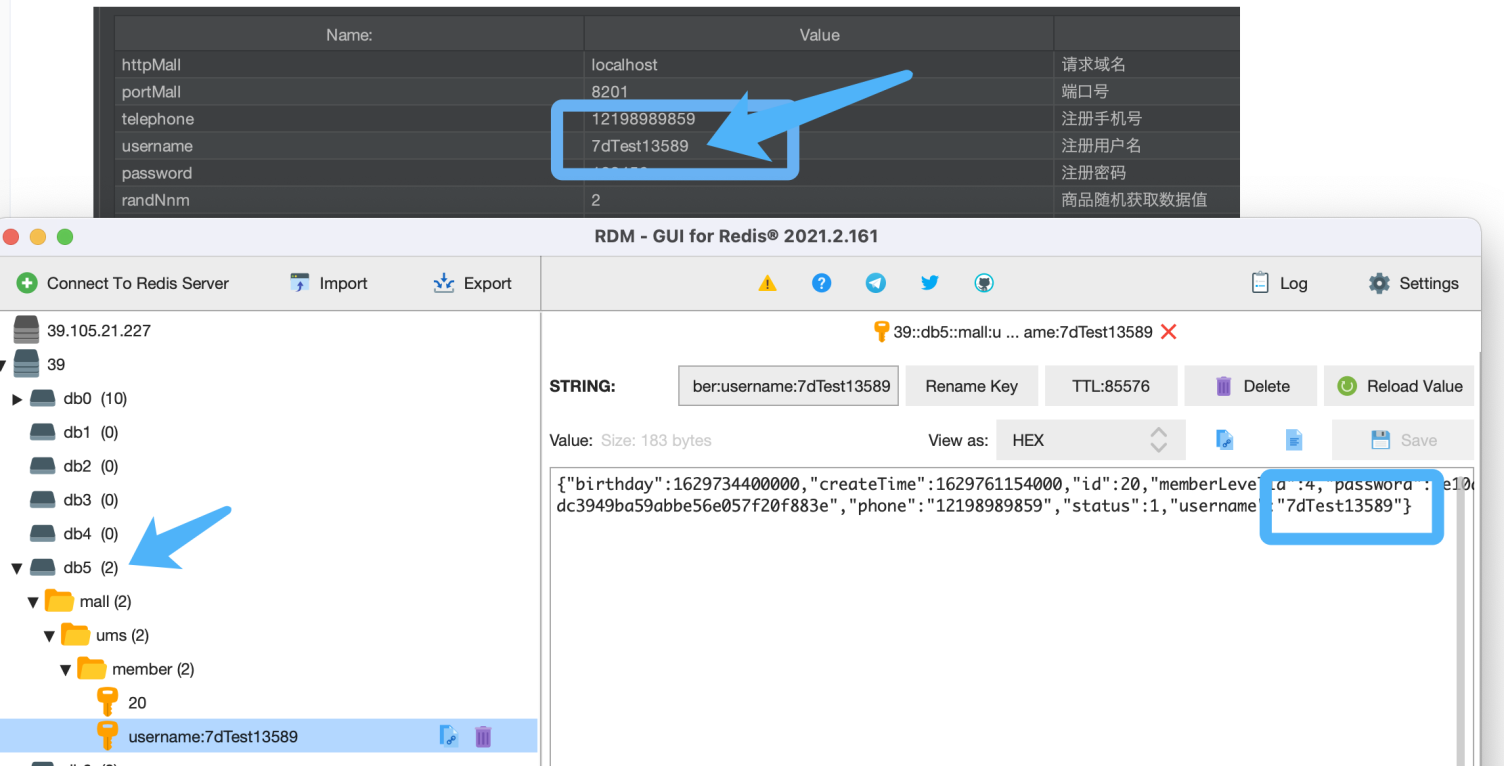 Name: Value
httpMall localhost 请求域名
portMall 8201 端口号
telephone 12198989859 注册手机号
username 7dTest13589 注册用户名
password 注册密码
randNnm 2 商品随机获取数据值
RDM - GUI for Redis® 2021.2.161
Connect To Redis Server Import Export Log Settings
39.105.21.227
39
db0 (10)
db1 (0)
db2 (0)
db3 (0)
db4 (0)
db5 (2)
mall (2)
ums (2)
member (2)
20
username:7dTest13589
39::db5::mall:u ... ame:7dTest13589
STRING: ber:username:7dTest13589 Rename Key TTL:85576 Delete Reload Value
Value: Size: 183 bytes View as: HEX Save
{"birthday":1629734400000,"createTime":1629761154000,"id":20,"memberLevelId":4,"password":"e10a
dc3949ba59abbe56e057f20f883e","phone":"12198989859","status":1,"username":"7dTest13589"}